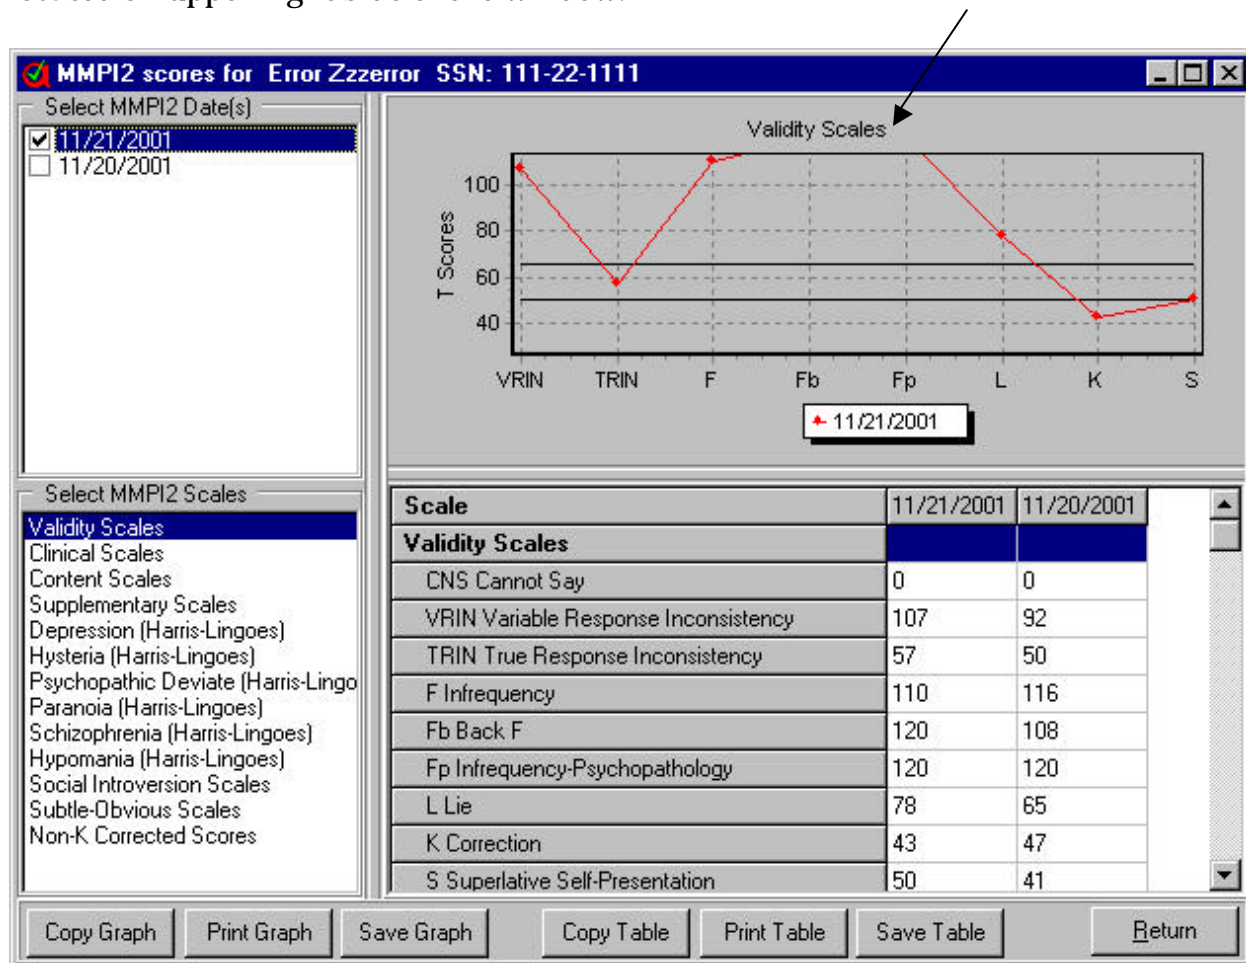 MMPI2 scores for Error Zzzerror SSN: 111-22-1111
Select MMPI2 Date(s)
11/21/2001
11/20/2001
Validity Scales
T Scores
100
80
60
40
VRIN TRIN F Fb Fp L K S
11/21/2001
Select MMPI2 Scales
Validity Scales
Clinical Scales
Content Scales
Supplementary Scales
Depression (Harris-Lingoes)
Hysteria (Harris-Lingoes)
Psychopathic Deviate (Harris-Lingo
Paranoia (Harris-Lingoes)
Schizophrenia (Harris-Lingoes)
Hypomania (Harris-Lingoes)
Social Introversion Scales
Subtle-Obvious Scales
Non-K Corrected Scores
Scale 11/21/2001 11/20/2001
Validity Scales
CNS Cannot Say 0 0
VRIN Variable Response Inconsistency 107 92
TRIN True Response Inconsistency 57 50
F Infrequency 110 116
Fb Back F 120 108
Fp Infrequency-Psychopathology 120 120
L Lie 78 65
K Correction 43 47
S Superlative Self-Presentation 50 41
Copy Graph Print Graph Save Graph Copy Table Print Table Save Table Return